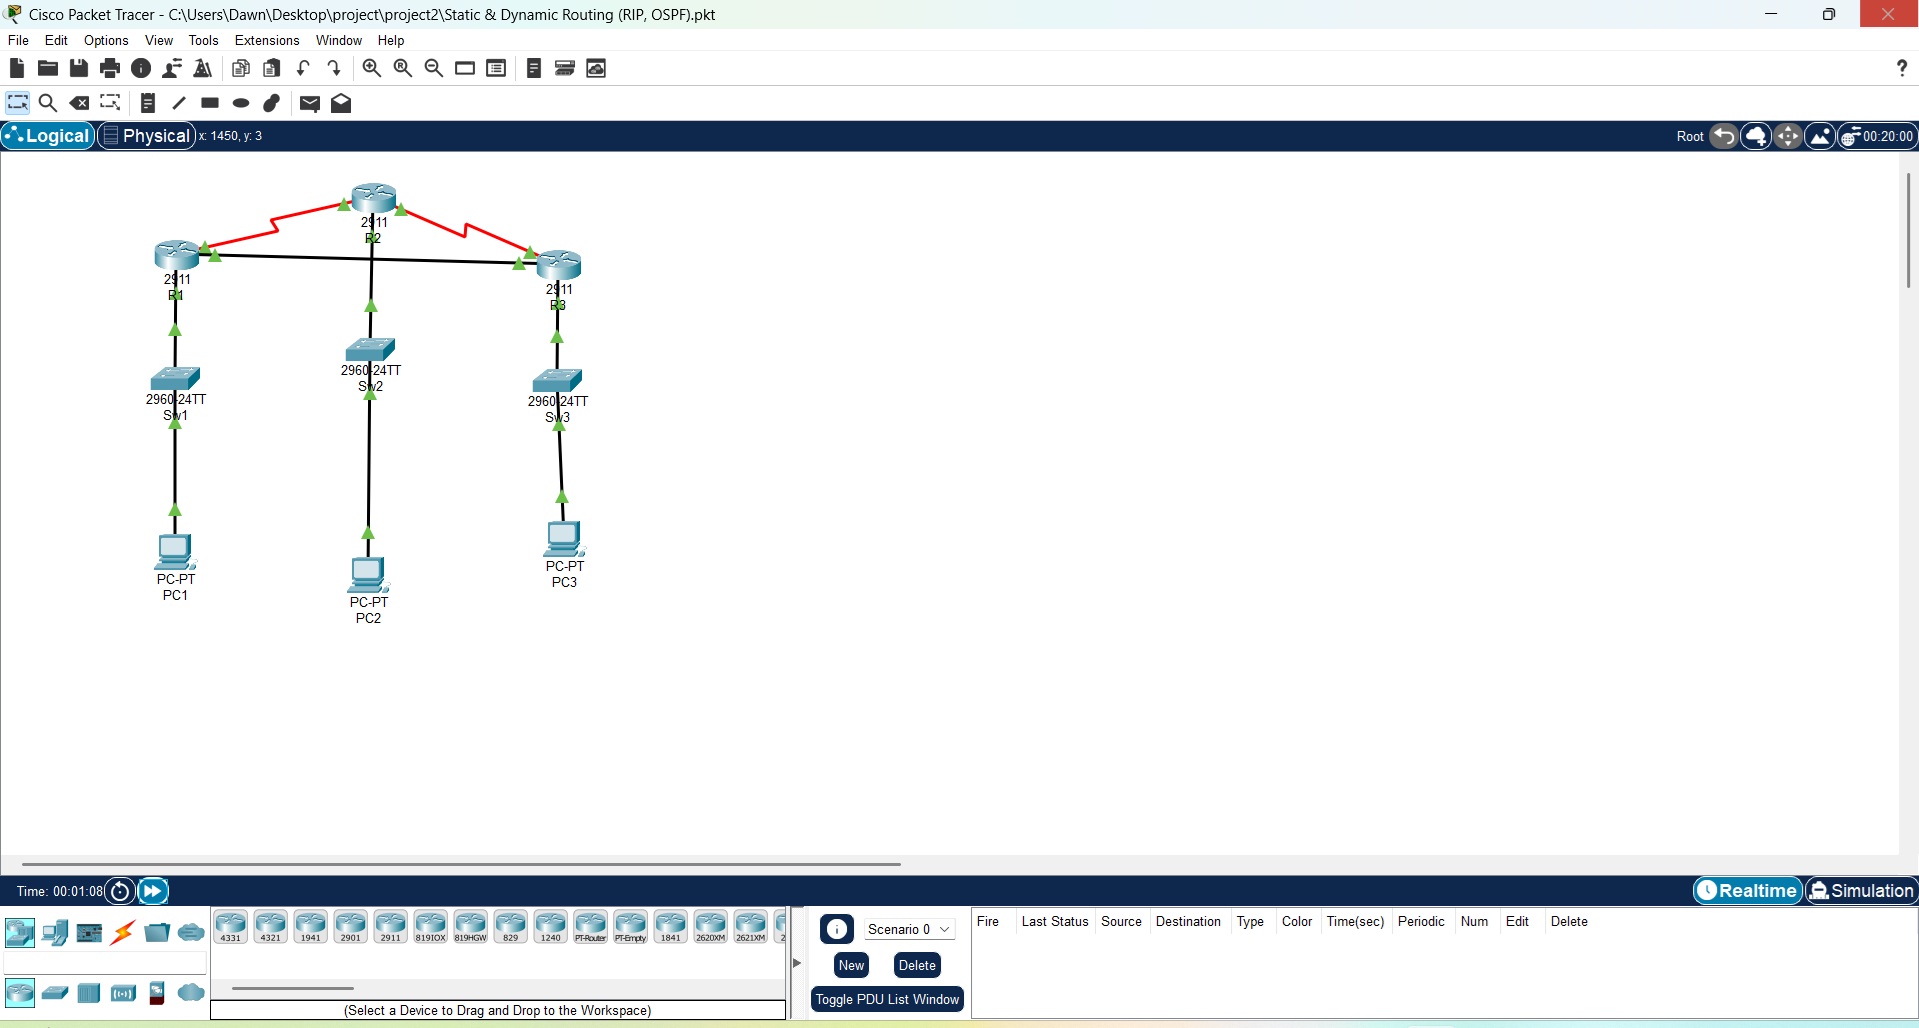 Cisco Packet Tracer - C:\Users\Dawn\Desktop\project\project2\Static & Dynamic Routing (RIP, OSPF).pkt
File Edit Options View Tools Extensions Window Help
?
Logical Physical x: 1450, y: 3 Root 00:20:00
2911
R2
2911
R1
2911
R3
2960-24TT
Sw2
2960-24TT
Sw1
2960-24TT
Sw3
PC-PT
PC3
PC-PT
PC1
PC-PT
PC2
Time: 00:01:08 Realtime Simulation
4331 4321 1941 2901 2911 819IOX 819HGW 829 1240 PT-Router PT-Empty 1841 2620XM 2621XM 2
Scenario 0
New Delete
Toggle PDU List Window
Fire Last Status Source Destination Type Color Time(sec) Periodic Num Edit Delete
(Select a Device to Drag and Drop to the Workspace)